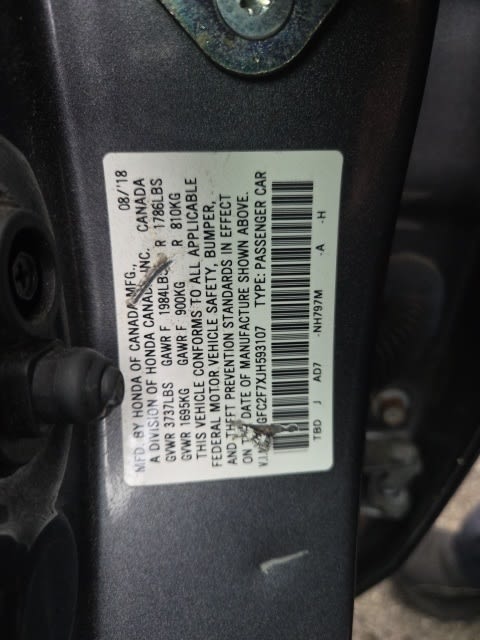 MFD. BY HONDA OF CANADA MFG., 08/'18
A DIVISION OF HONDA CANADA INC. CANADA
GVWR 3737LBS GAWR F 1984LBS R 1786LBS
GVWR 1695KG GAWR F 900KG R 810KG
THIS VEHICLE CONFORMS TO ALL APPLICABLE
FEDERAL MOTOR VEHICLE SAFETY, BUMPER,
AND THEFT PREVENTION STANDARDS IN EFFECT
ON THE DATE OF MANUFACTURE SHOWN ABOVE.
V.I.N. GFC2F7XJH593107 TYPE: PASSENGER CAR
TBD J AD7 -NH797M -A -H